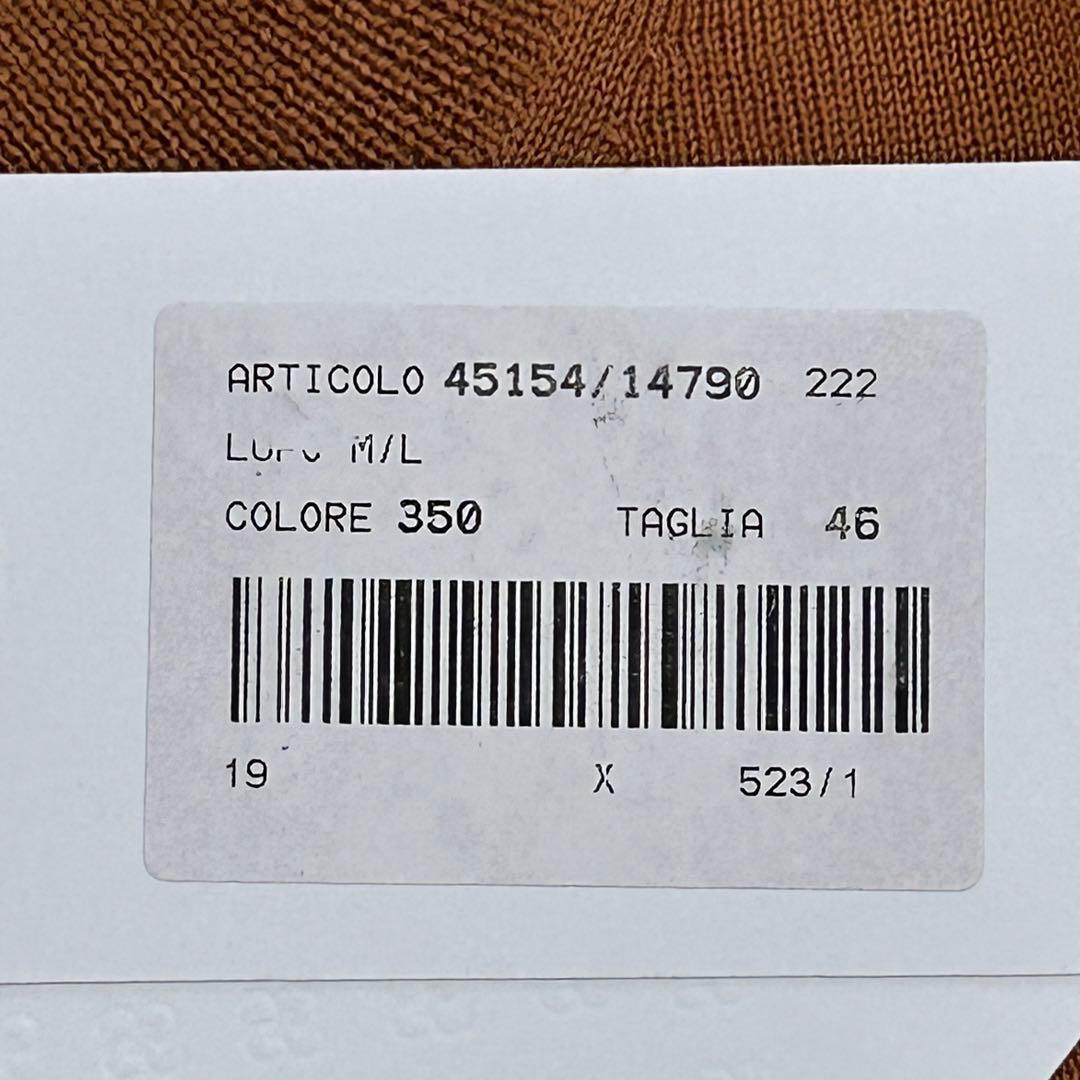 ARTICOLO 45154/14790 222
M/L
COLORE 350 TAGLIA 46
19 X 523/1